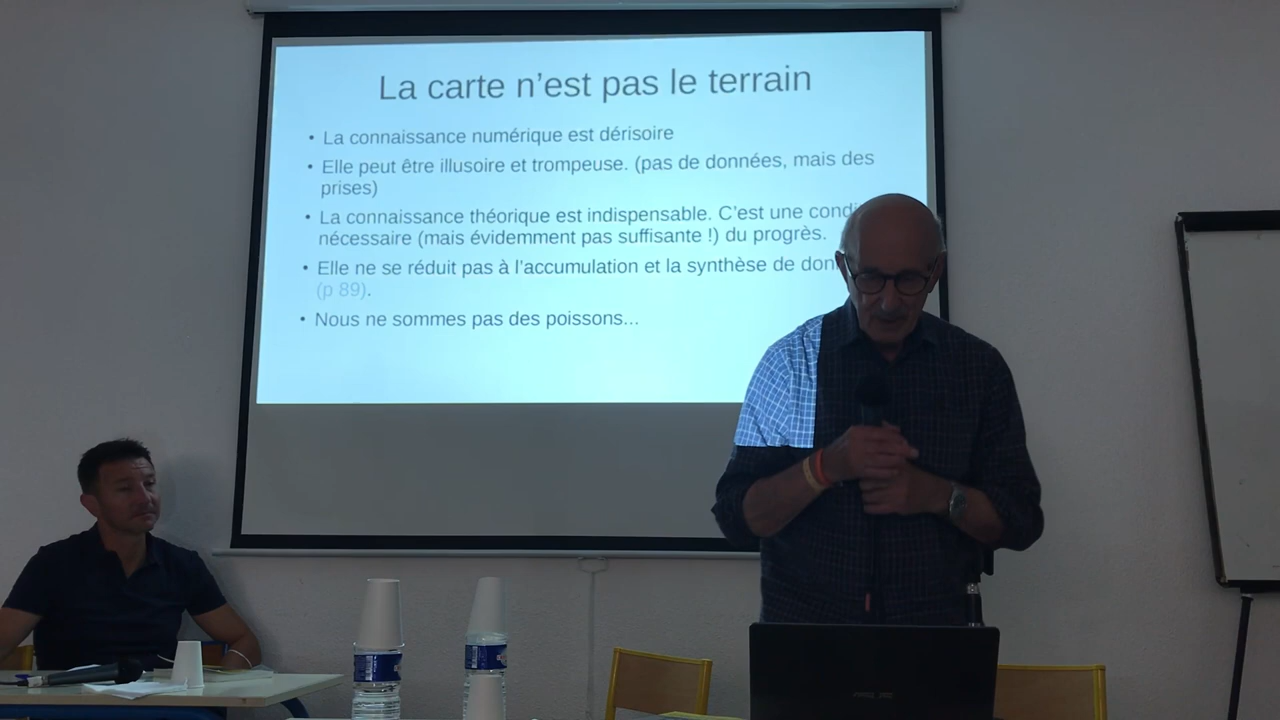 La carte n'est pas le terrain
• La connaissance numérique est dérisoire
• Elle peut être illusoire et trompeuse. (pas de données, mais des
prises)
• La connaissance théorique est indispensable. C'est une
nécessaire (mais évidemment pas suffisante !) du progrès.
• Elle ne se réduit pas à l'accumulation et la synthèse de
(p 89).
• Nous ne sommes pas des poissons...